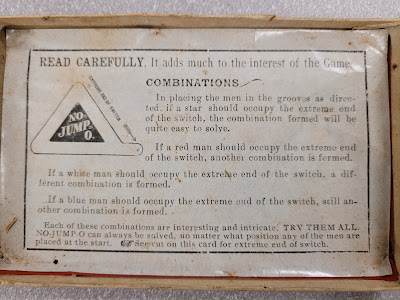 READ CAREFULLY. It adds much to the interest of the Game.
COMBINATIONS
In placing the men in the grooves as direc-
ted, if a star should occupy the extreme end
of the switch, the combination formed will be
quite easy to solve.
EXTREME END OF SWITCH
NO-
JUMP-
O.
If a red man should occupy the extreme end
of the switch, another combination is formed.
If a white man should occupy the extreme end of the switch, a dif-
ferent combination is formed.
If a blue man should occupy the extreme end of the switch, still an-
other combination is formed.
Each of these combinations are interesting and intricate. TRY THEM ALL.
NO-JUMP-O can always be solved, no matter what position any of the men are
placed at the start. See cut on this card for extreme end of switch.